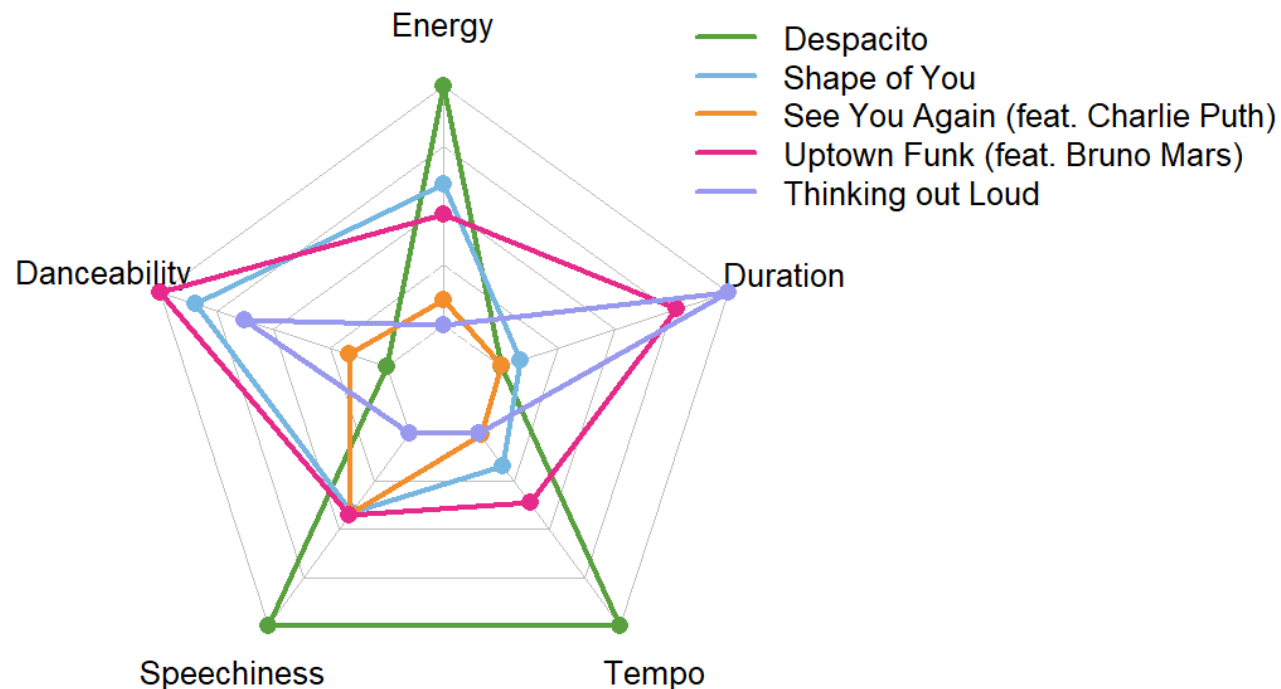 Energy
Despacito
Shape of You
See You Again (feat. Charlie Puth)
Uptown Funk (feat. Bruno Mars)
Thinking out Loud
Danceability
Duration
Speechiness
Tempo